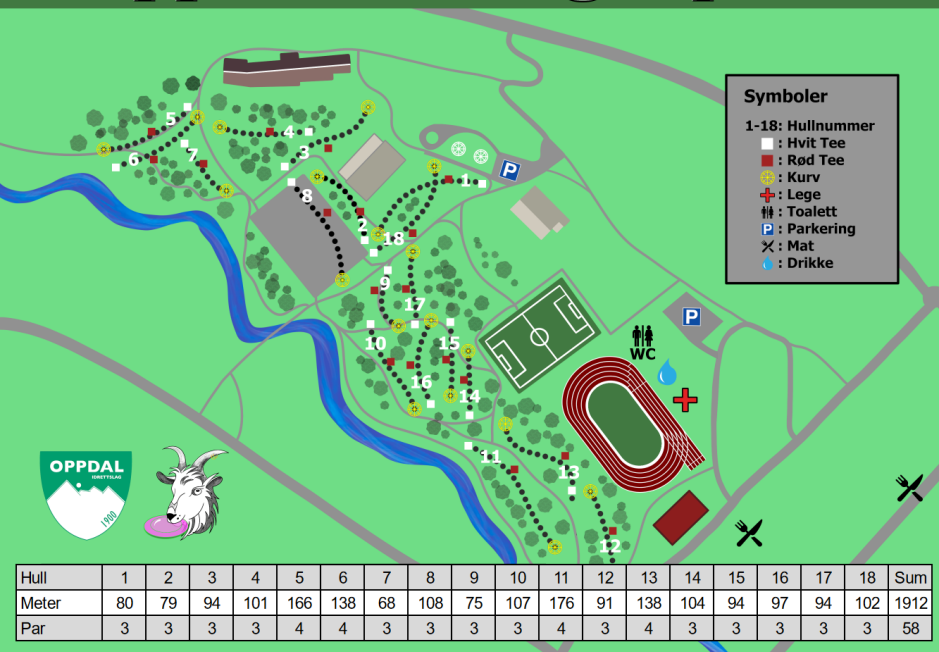 Symboler
1-18: Hullnummer
: Hvit Tee
: Rød Tee
: Kurv
: Lege
: Toalett
P : Parkering
: Mat
: Drikke
5
4
6
7
3
P
1
8
2
18
9
17
10
15
P
WC
16
14
11
13
12
OPPDAL
IDRETTSLAG
1900
Hull 1 2 3 4 5 6 7 8 9 10 11 12 13 14 15 16 17 18 Sum
Meter 80 79 94 101 166 138 68 108 75 107 176 91 138 104 94 97 94 102 1912
Par 3 3 3 3 4 4 3 3 3 3 4 3 4 3 3 3 3 3 58